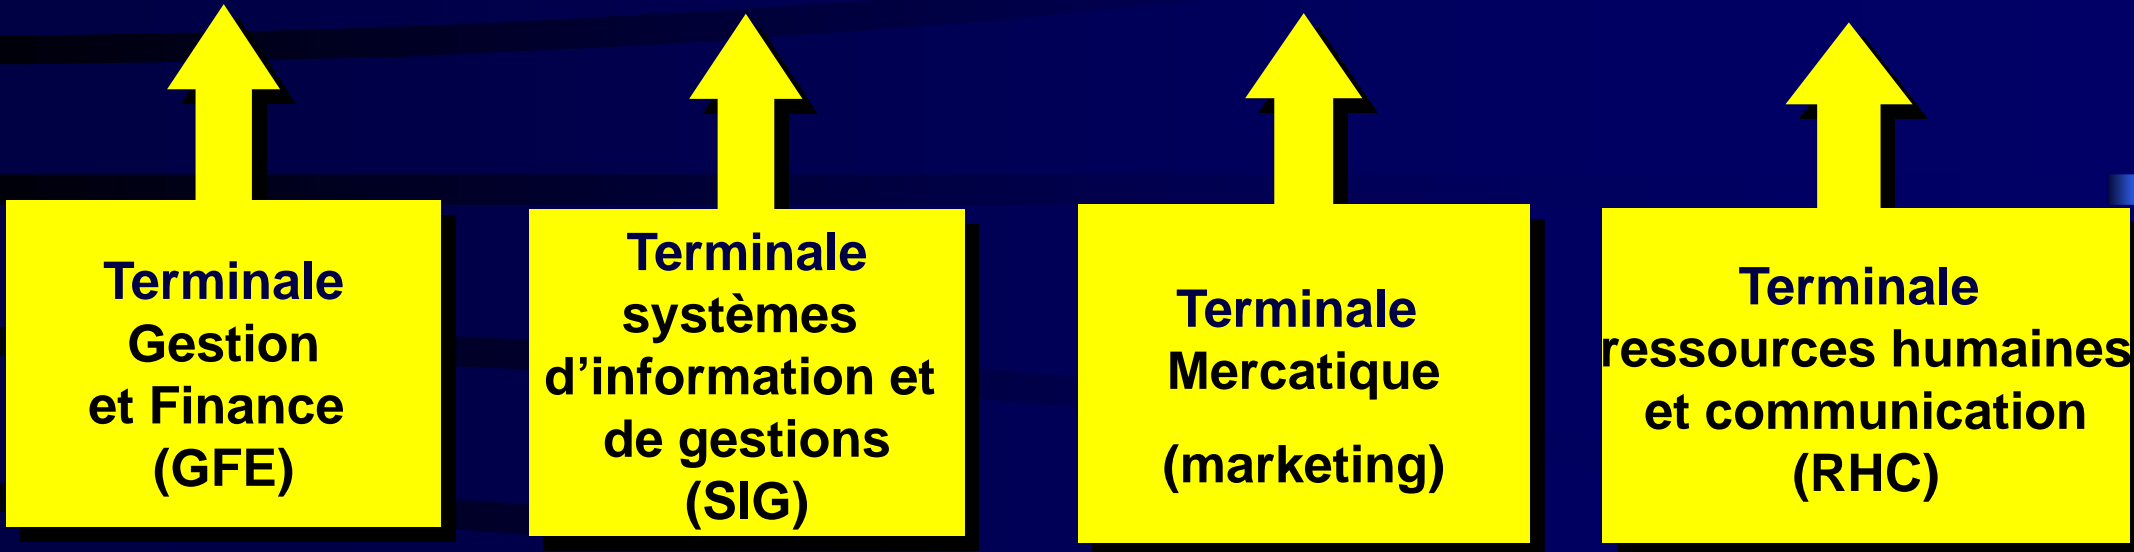 Terminale
Gestion
et Finance
(GFE)
Terminale
systèmes
d’information et
de gestions
(SIG)
Terminale
Mercatique
(marketing)
Terminale
ressources humaines
et communication
(RHC)